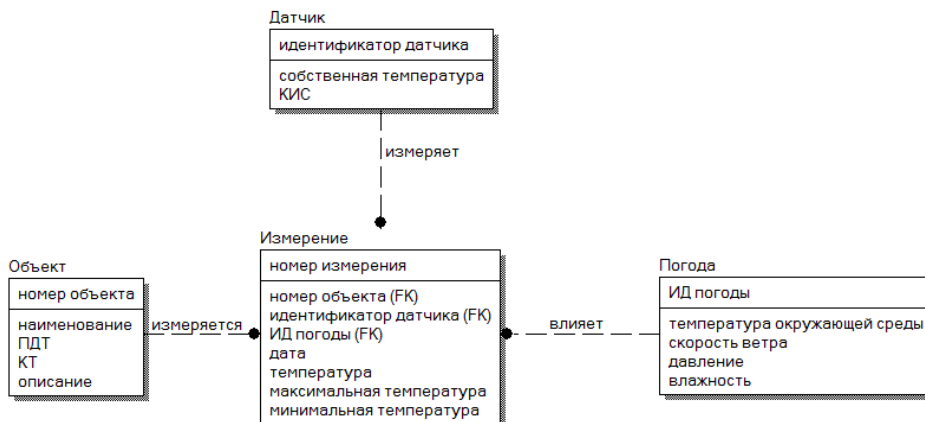 Датчик
идентификатор датчика
собственная температура
КИС
измеряет
Измерение
номер измерения
номер объекта (FK)
идентификатор датчика (FK)
ИД погоды (FK)
дата
температура
максимальная температура
минимальная температура
Объект
номер объекта
наименование
ПДТ
КТ
описание
измеряется
Погода
ИД погоды
температура окружающей среды
скорость ветра
давление
влажность
влияет